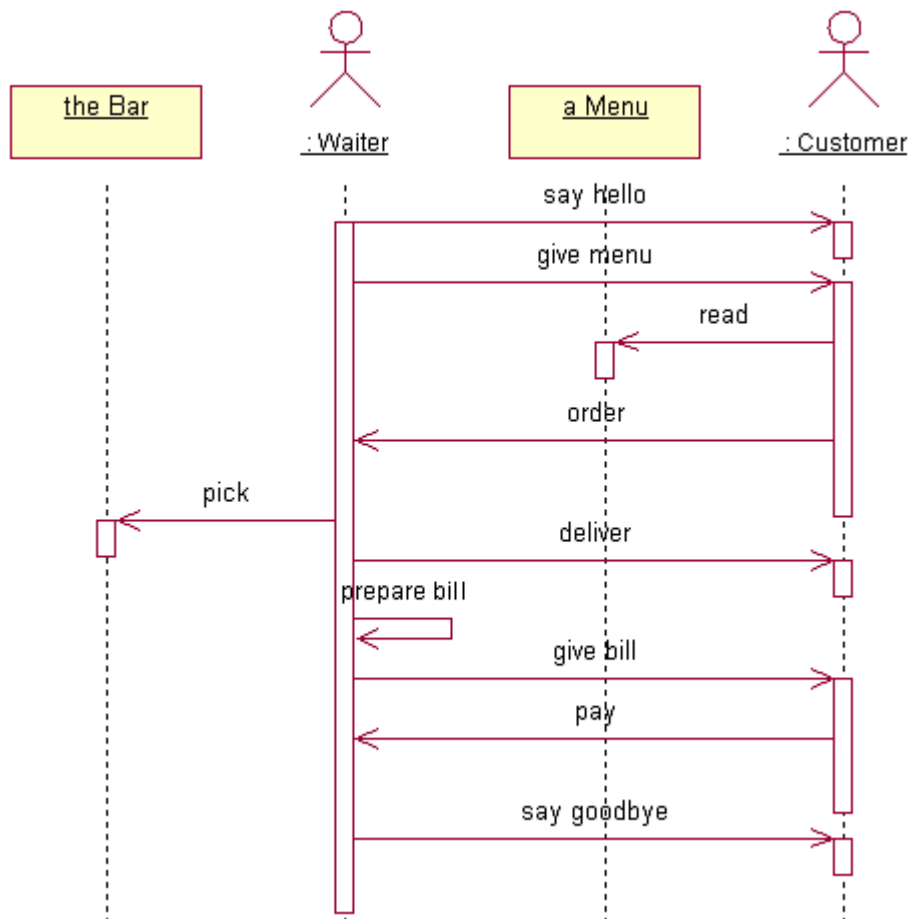 the Bar
: Waiter
a Menu
: Customer
say hello
give menu
read
order
pick
deliver
prepare bill
give bill
pay
say goodbye